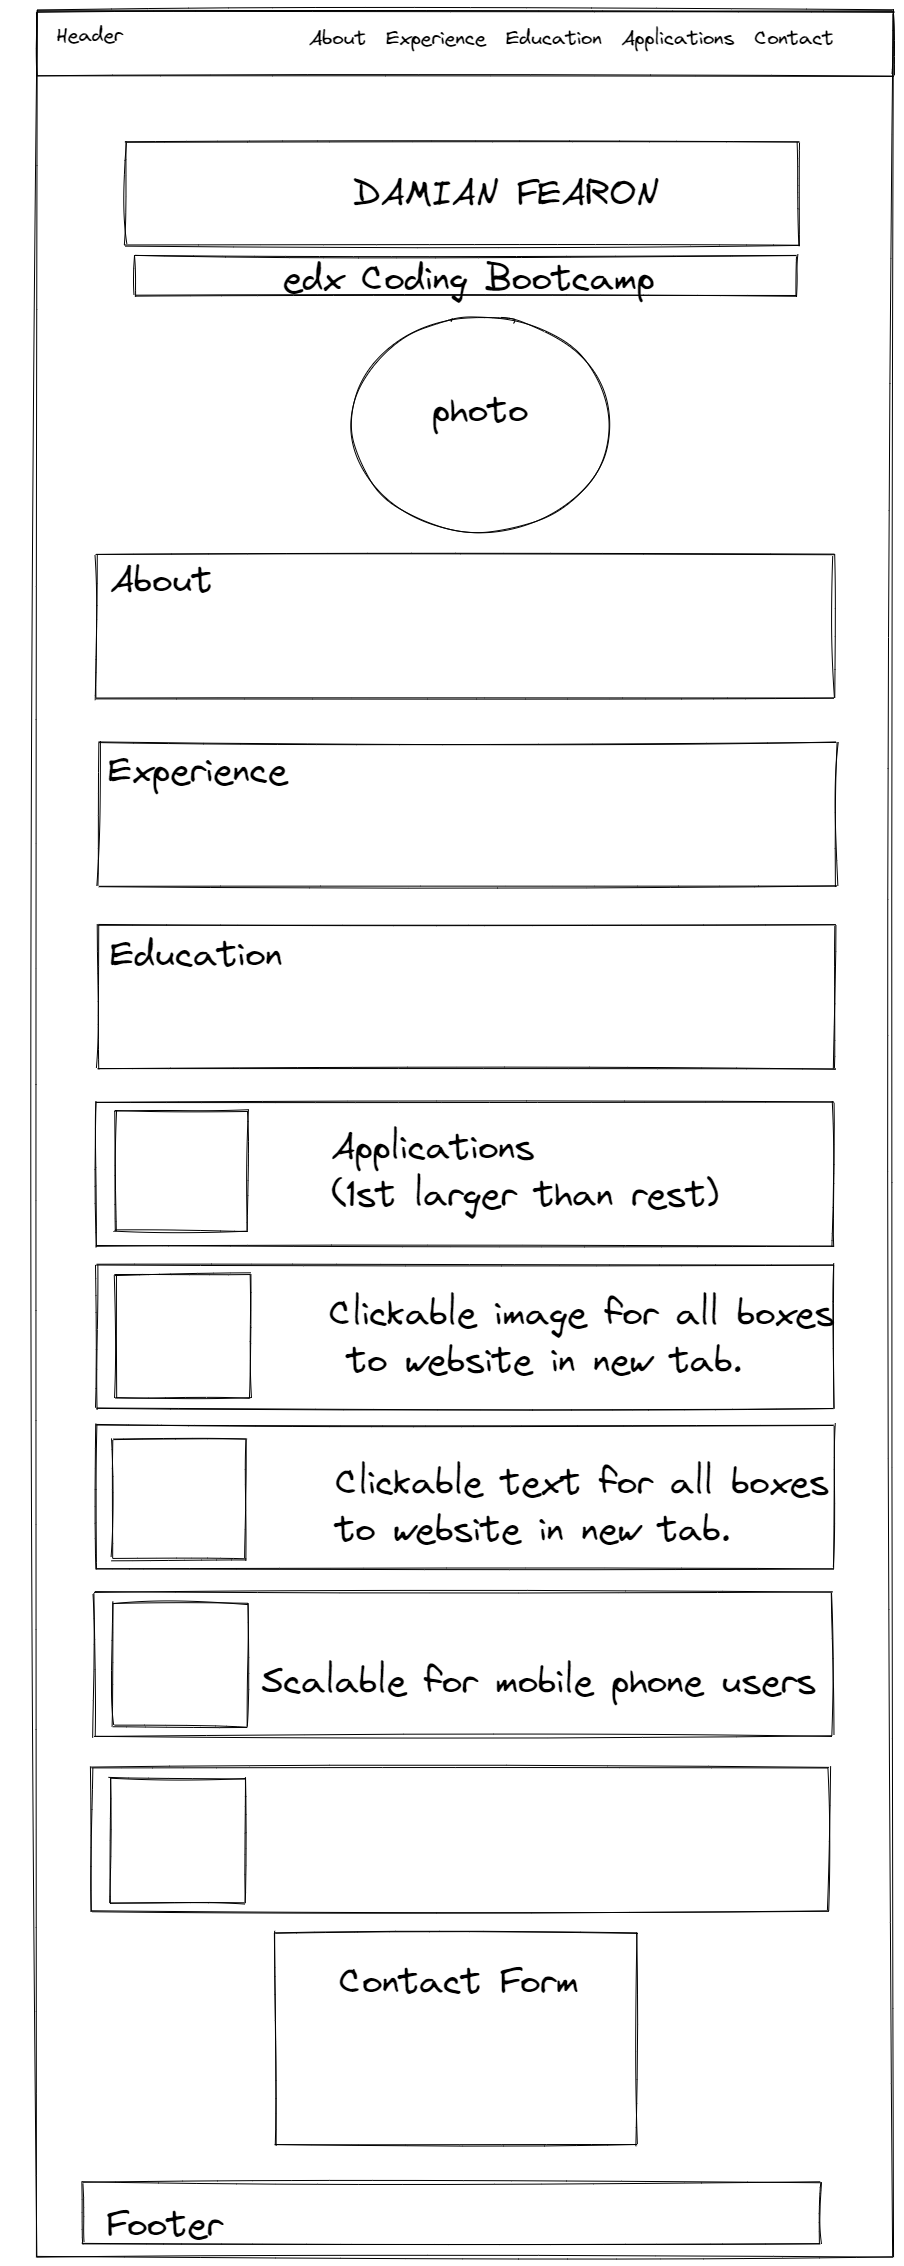 Header About Experience Education Applications Contact
DAMIAN FEARON
edx Coding Bootcamp
photo
About
Experience
Education
Applications
(1st larger than rest)
Clickable image for all boxes
to website in new tab.
Clickable text for all boxes
to website in new tab.
Scalable for mobile phone users
Contact Form
Footer